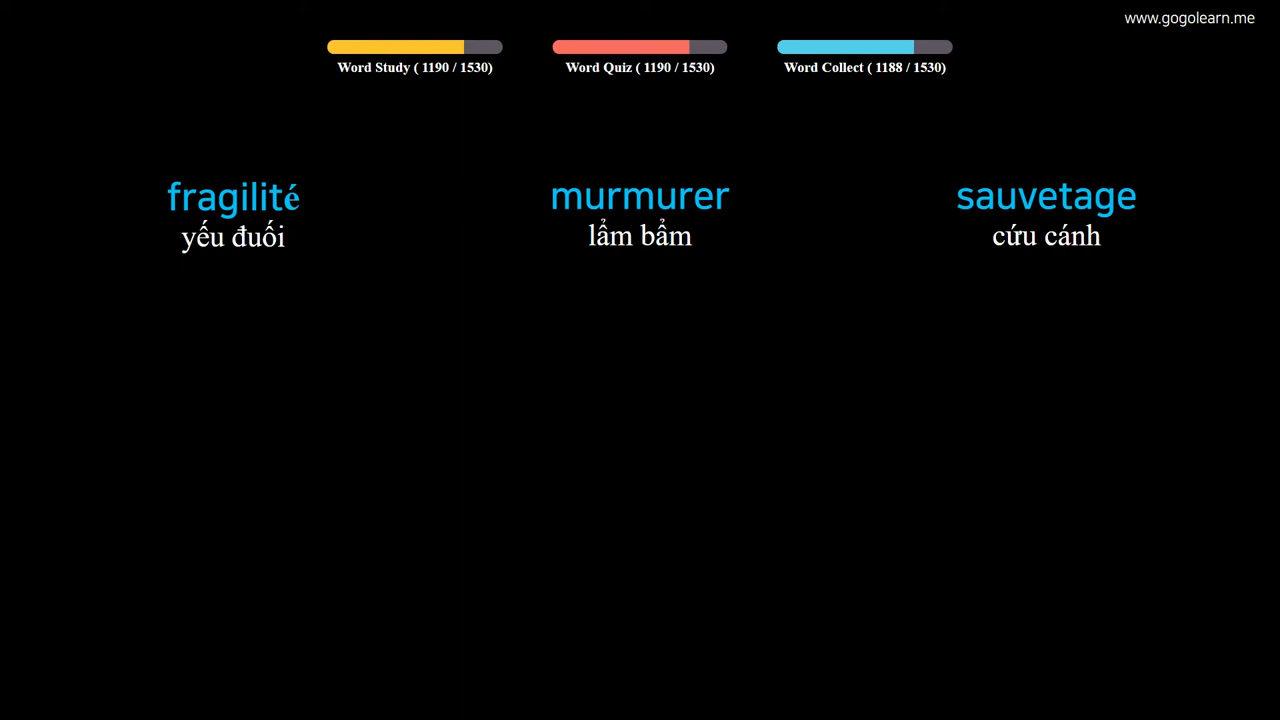 www.gogolearn.me
Word Study ( 1190 / 1530)
Word Quiz ( 1190 / 1530)
Word Collect ( 1188 / 1530)
fragilité
murmurer
sauvetage
yếu đuối
lẩm bẩm
cứu cánh